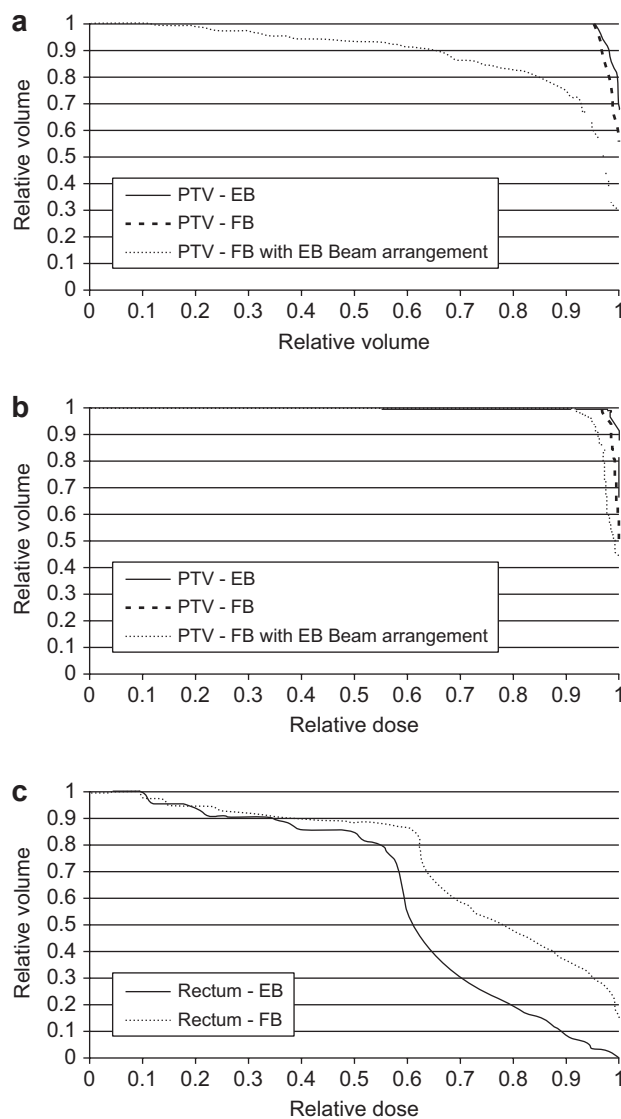 a
1
0.9
0.8
0.7
0.6
0.5
0.4
0.3
0.2
0.1
0
Relative volume
PTV - EB
PTV - FB
PTV - FB with EB Beam arrangement
0 0.1 0.2 0.3 0.4 0.5 0.6 0.7 0.8 0.9 1
Relative volume
b
1
0.9
0.8
0.7
0.6
0.5
0.4
0.3
0.2
0.1
0
Relative volume
PTV - EB
PTV - FB
PTV - FB with EB Beam arrangement
0 0.1 0.2 0.3 0.4 0.5 0.6 0.7 0.8 0.9 1
Relative dose
c
1
0.9
0.8
0.7
0.6
0.5
0.4
0.3
0.2
0.1
0
Relative volume
Rectum - EB
Rectum - FB
0 0.1 0.2 0.3 0.4 0.5 0.6 0.7 0.8 0.9 1
Relative dose